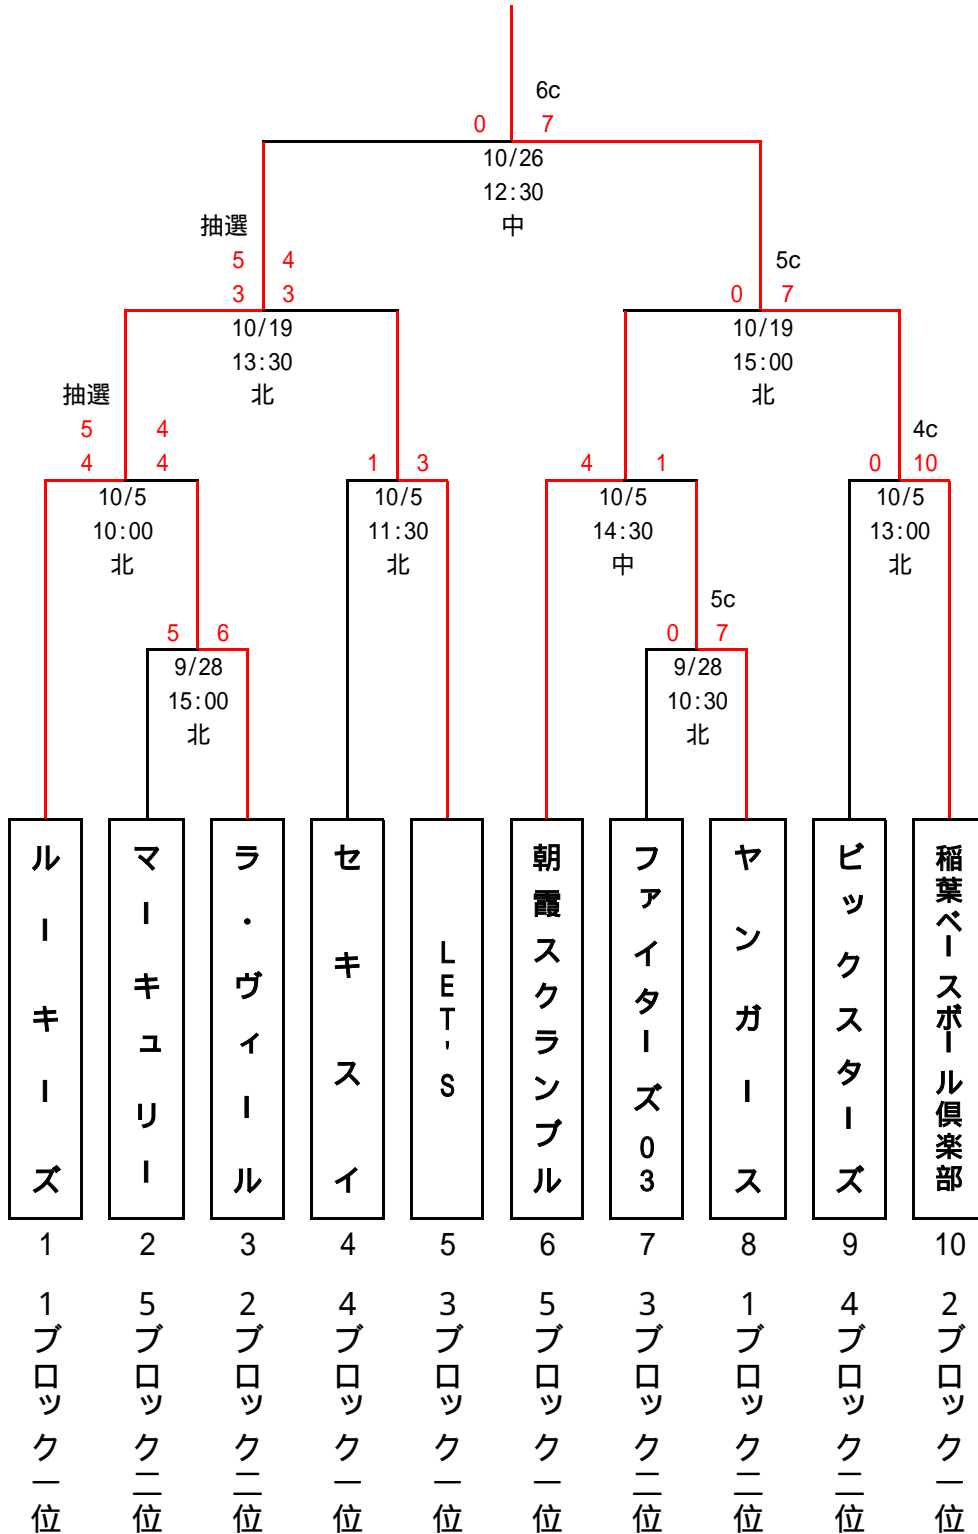 6c
0 7
10/26
12:30
中
抽選
5 4
3 3
10/19
13:30
北
5c
0 7
10/19
15:00
北
抽選
5 4
4 4
10/5
10:00
北
1 3
10/5
11:30
北
4 1
10/5
14:30
中
4c
0 10
10/5
13:00
北
5 6
9/28
15:00
北
5c
0 7
9/28
10:30
北
ルーキーズ
マーキュリー
ラ・ヴィール
セキスイ
LET'S
朝霞スクランブル
ファイターズ03
ヤンガース
ビックスターズ
稲葉ベースボール倶楽部
1 2 3 4 5 6 7 8 9 10
1ブロック一位
5ブロック二位
2ブロック二位
4ブロック一位
3ブロック一位
5ブロック一位
3ブロック二位
1ブロック二位
4ブロック二位
2ブロック一位